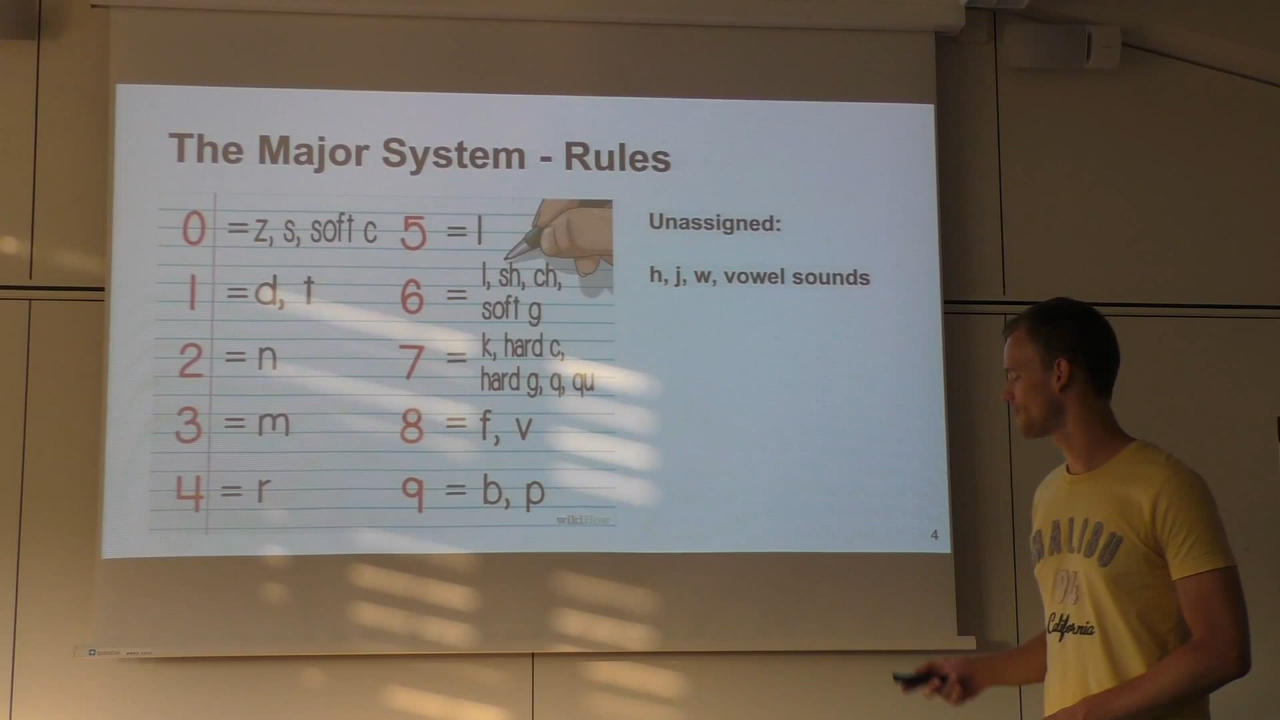 The Major System - Rules
0 = z, s, soft c
5 = l
1 = d, t
6 = l, sh, ch,
soft g
2 = n
7 = k, hard c,
hard g, q, qu
3 = m
8 = f, v
4 = r
9 = b, p
wikiHow
Unassigned:
h, j, w, vowel sounds
4
MALIBU
94
California